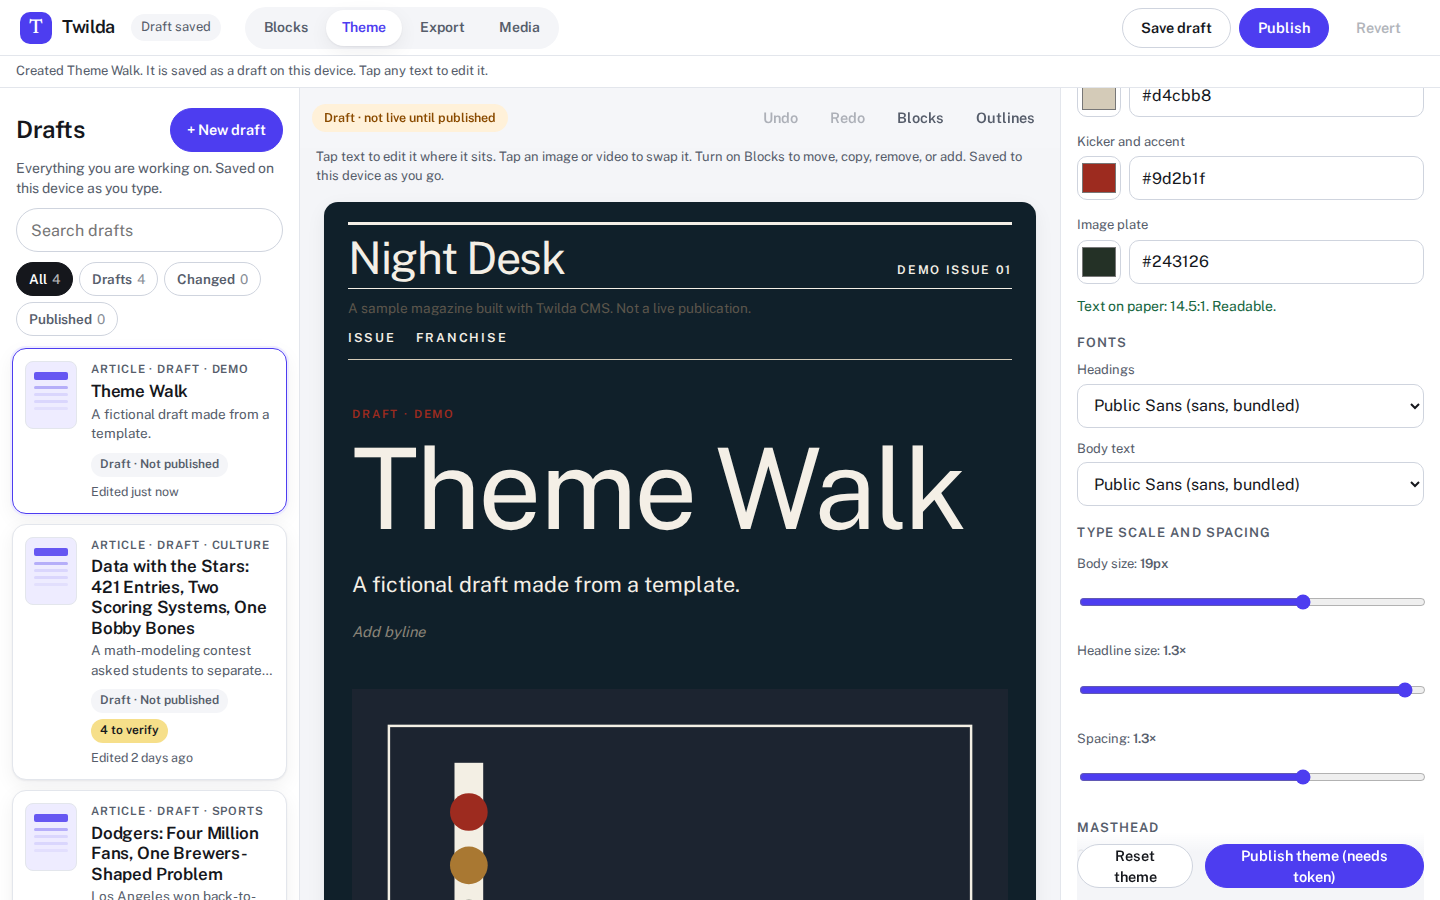 T Twilda Draft saved Blocks Theme Export Media Save draft Publish Revert
Created Theme Walk. It is saved as a draft on this device. Tap any text to edit it.
Drafts
+ New draft
Everything you are working on. Saved on
this device as you type.
Search drafts
All 4 Drafts 4 Changed 0
Published 0
ARTICLE · DRAFT · DEMO
Theme Walk
A fictional draft made from a
template.
Draft · Not published
Edited just now
ARTICLE · DRAFT · CULTURE
Data with the Stars:
421 Entries, Two
Scoring Systems, One
Bobby Bones
A math-modeling contest
asked students to separate...
Draft · Not published
4 to verify
Edited 2 days ago
ARTICLE · DRAFT · SPORTS
Dodgers: Four Million
Fans, One Brewers-
Shaped Problem
Los Angeles won back-to-
Draft · not live until published
Undo Redo Blocks Outlines
Tap text to edit it where it sits. Tap an image or video to swap it. Turn on Blocks to move, copy, remove, or add. Saved to
this device as you go.
Night Desk
DEMO ISSUE 01
A sample magazine built with Twilda CMS. Not a live publication.
ISSUE FRANCHISE
DRAFT · DEMO
Theme Walk
A fictional draft made from a template.
Add byline
#d4cbb8
Kicker and accent
#9d2b1f
Image plate
#243126
Text on paper: 14.5:1. Readable.
FONTS
Headings
Public Sans (sans, bundled)
Body text
Public Sans (sans, bundled)
TYPE SCALE AND SPACING
Body size: 19px
Headline size: 1.3×
Spacing: 1.3×
MASTHEAD
Reset
theme
Publish theme (needs
token)